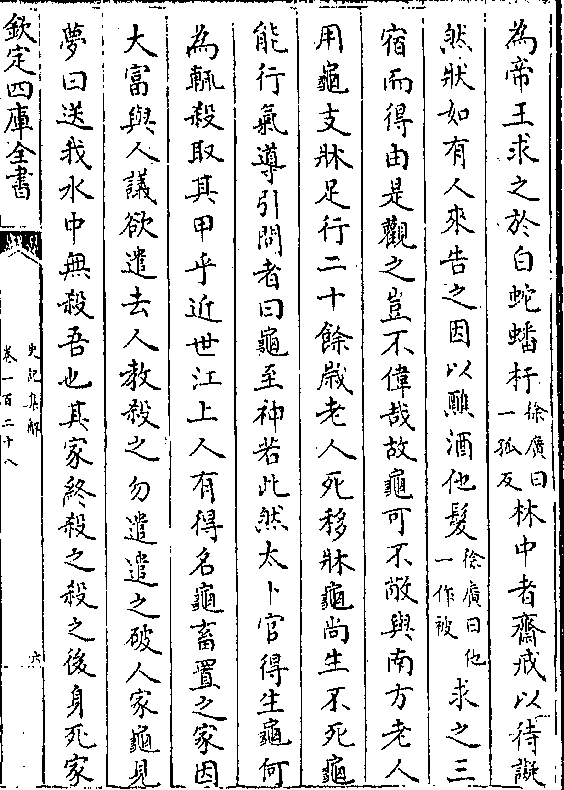 為帝王求之於白蛇蟠杅徐廣曰一孤反林中者齋戒以待譺
然狀如有人來告之因以醮酒佗髮徐廣曰佗一作被求之三
宿而得由是觀之豈不偉哉故龜可不敬與南方老人
用龜支牀足行二十餘嵗老人死移牀龜尚生不死龜
能行氣導引問者曰龜至神若此然太卜官得生龜何
為輒殺取其甲乎近世江上人有得名龜畜置之家因
大富與人議欲遣去人教殺之勿遣遣之破人家龜見
夢曰送我水中無殺吾也其家終殺之殺之後身死家
欽定四庫全書
史記集解
卷一百二十八
六